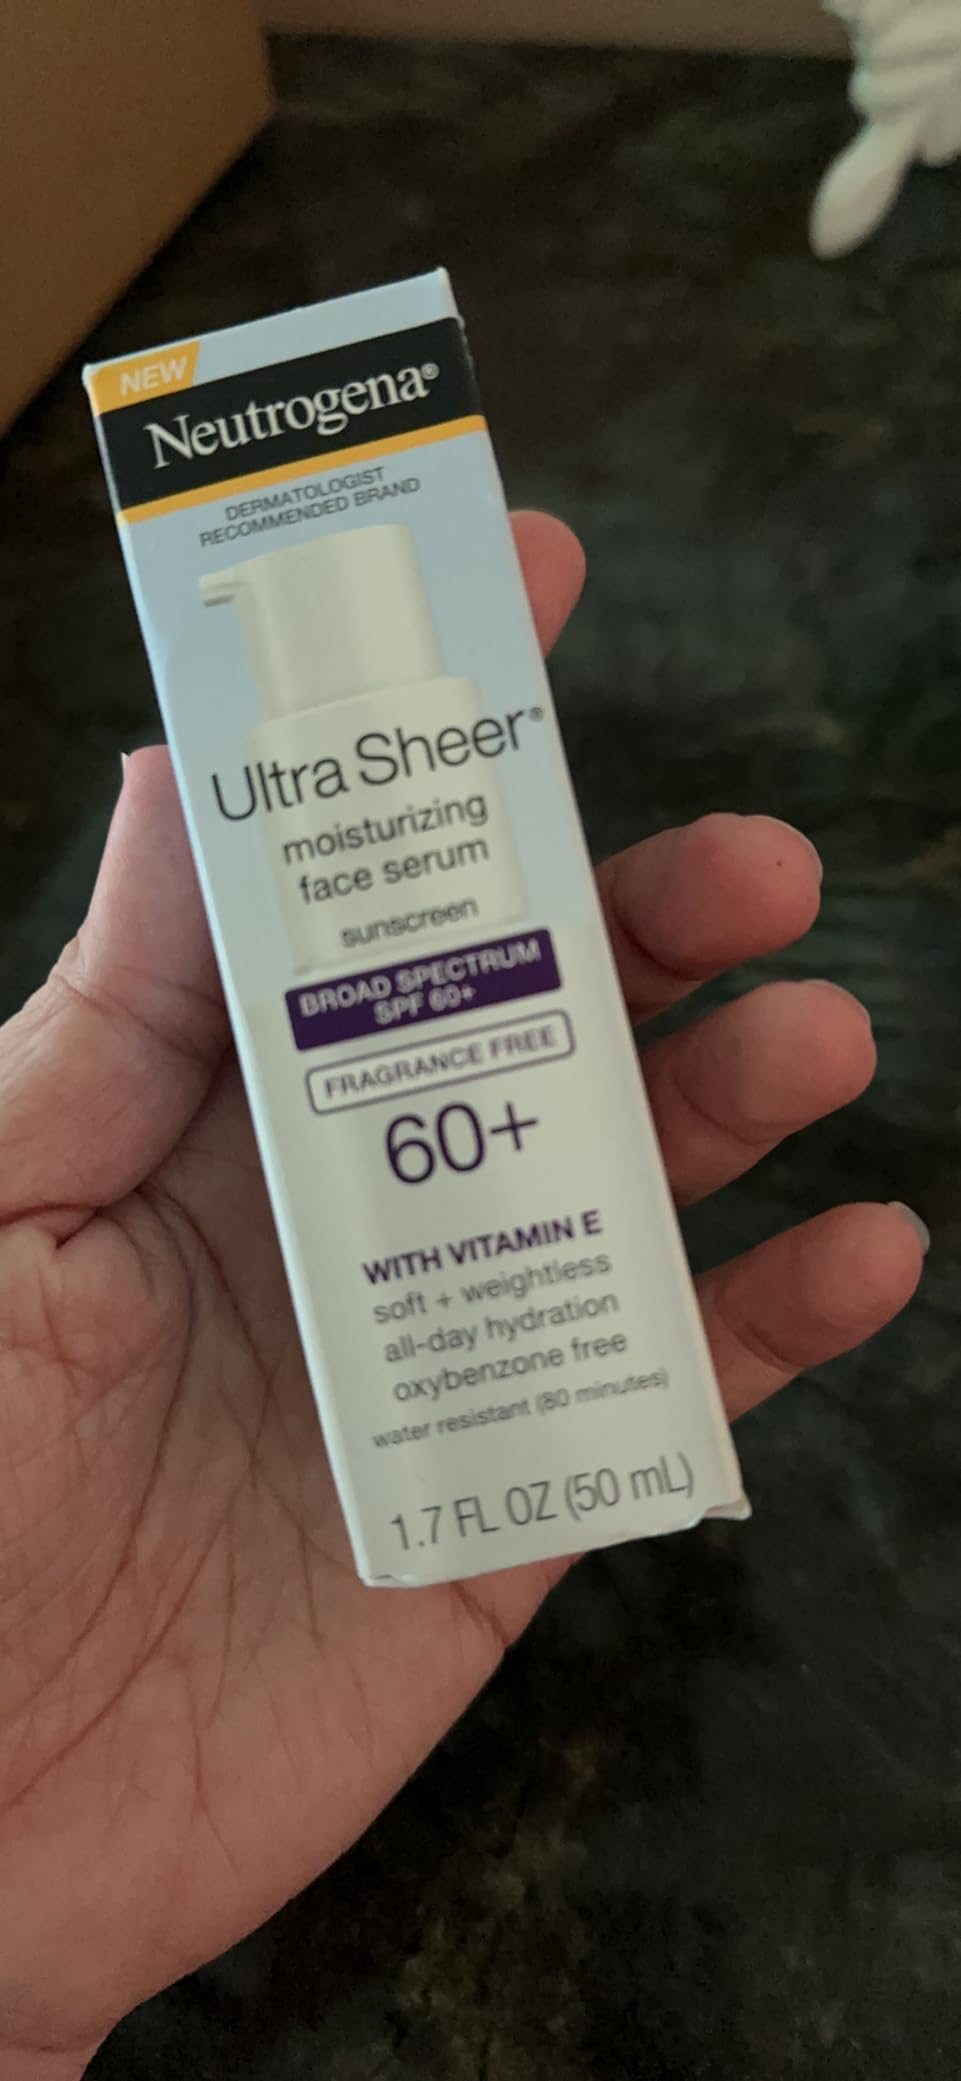 NEW
Neutrogena®
DERMATOLOGIST
RECOMMENDED BRAND
Ultra Sheer®
moisturizing
face serum
sunscreen
BROAD SPECTRUM
SPF 60+
FRAGRANCE FREE
60+
WITH VITAMIN E
soft + weightless
all-day hydration
oxybenzone free
water resistant (80 minutes)
1.7 FL OZ (50 mL)